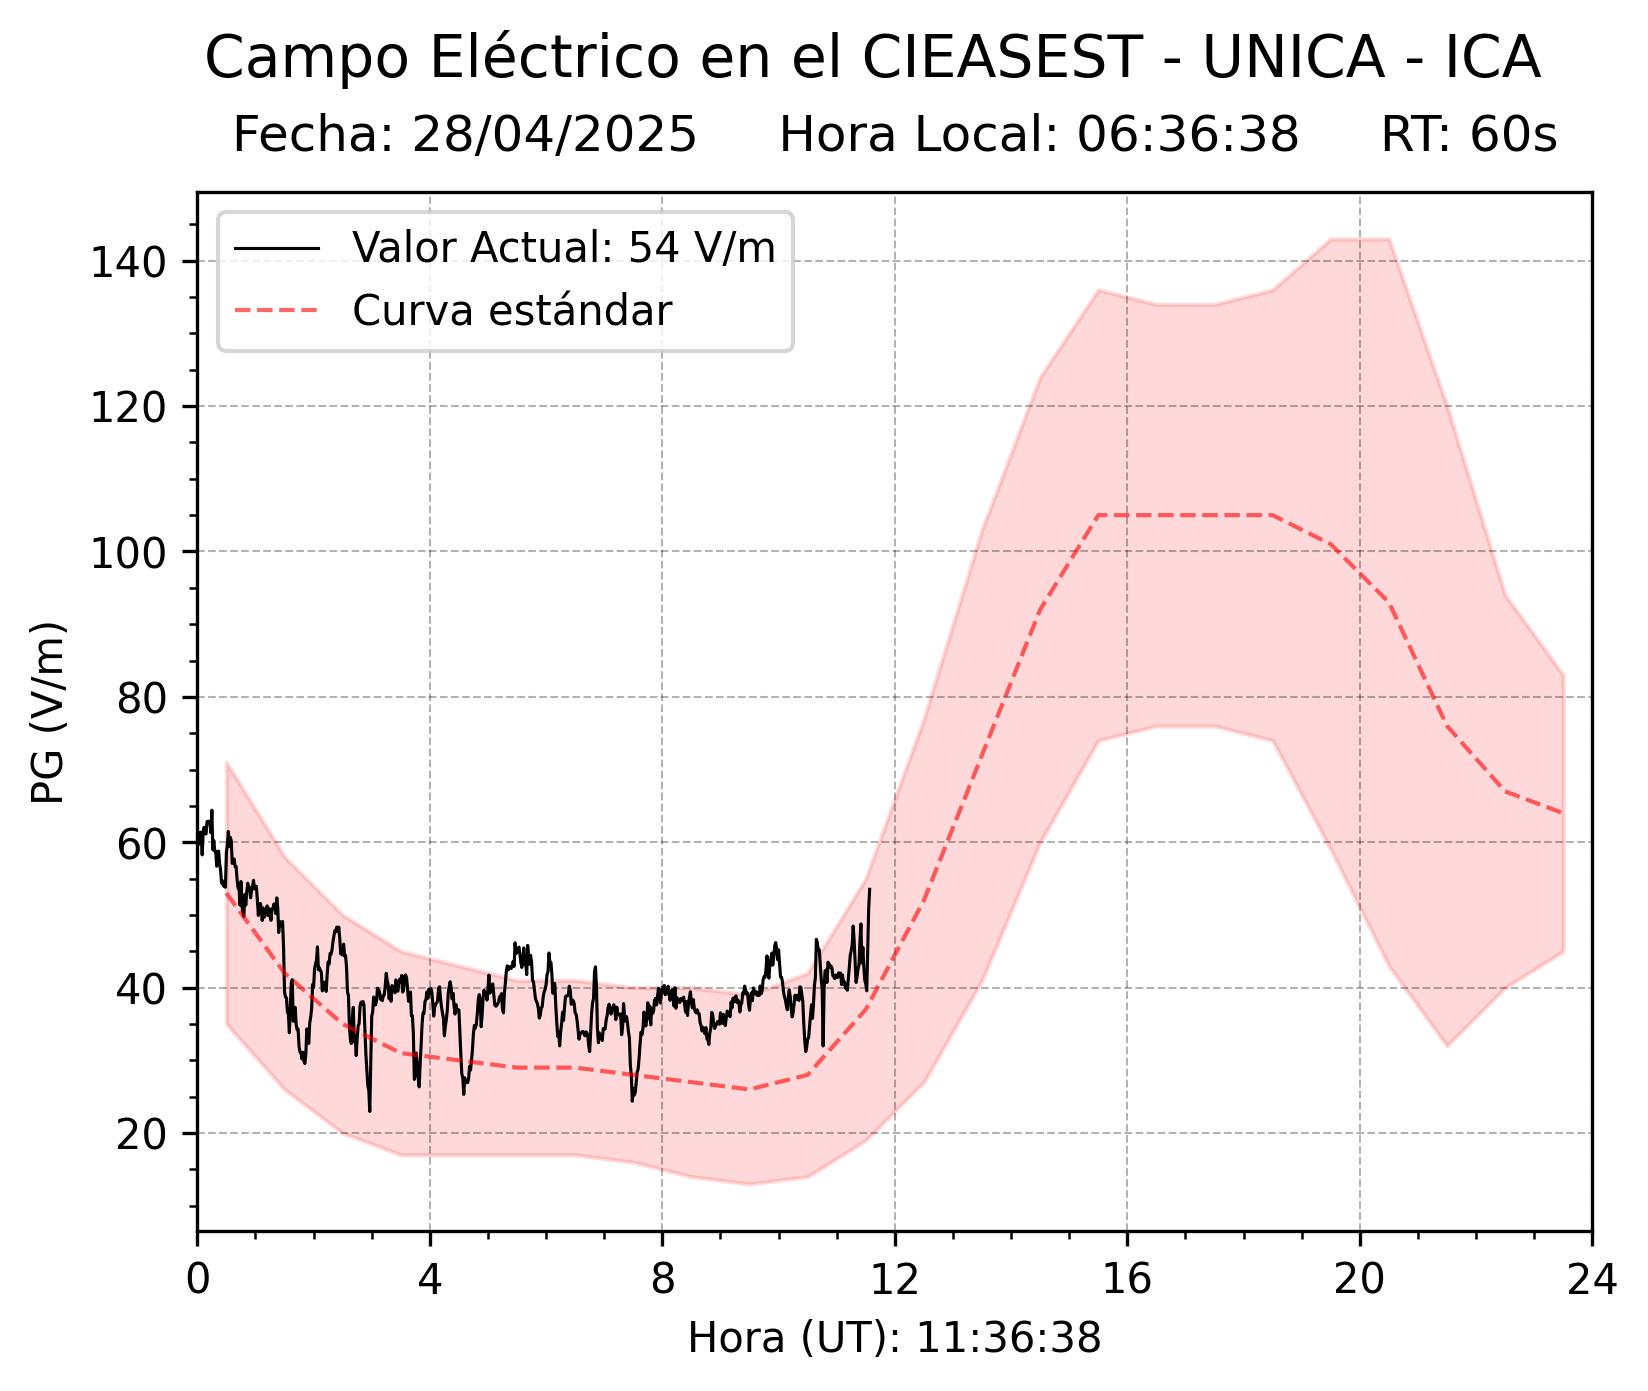 Campo Eléctrico en el CIEASEST - UNICA - ICA
Fecha: 28/04/2025 Hora Local: 06:36:38 RT: 60s
Valor Actual: 54 V/m
Curva estándar
140
120
100
80
60
40
20
PG (V/m)
0 4 8 12 16 20 24
Hora (UT): 11:36:38